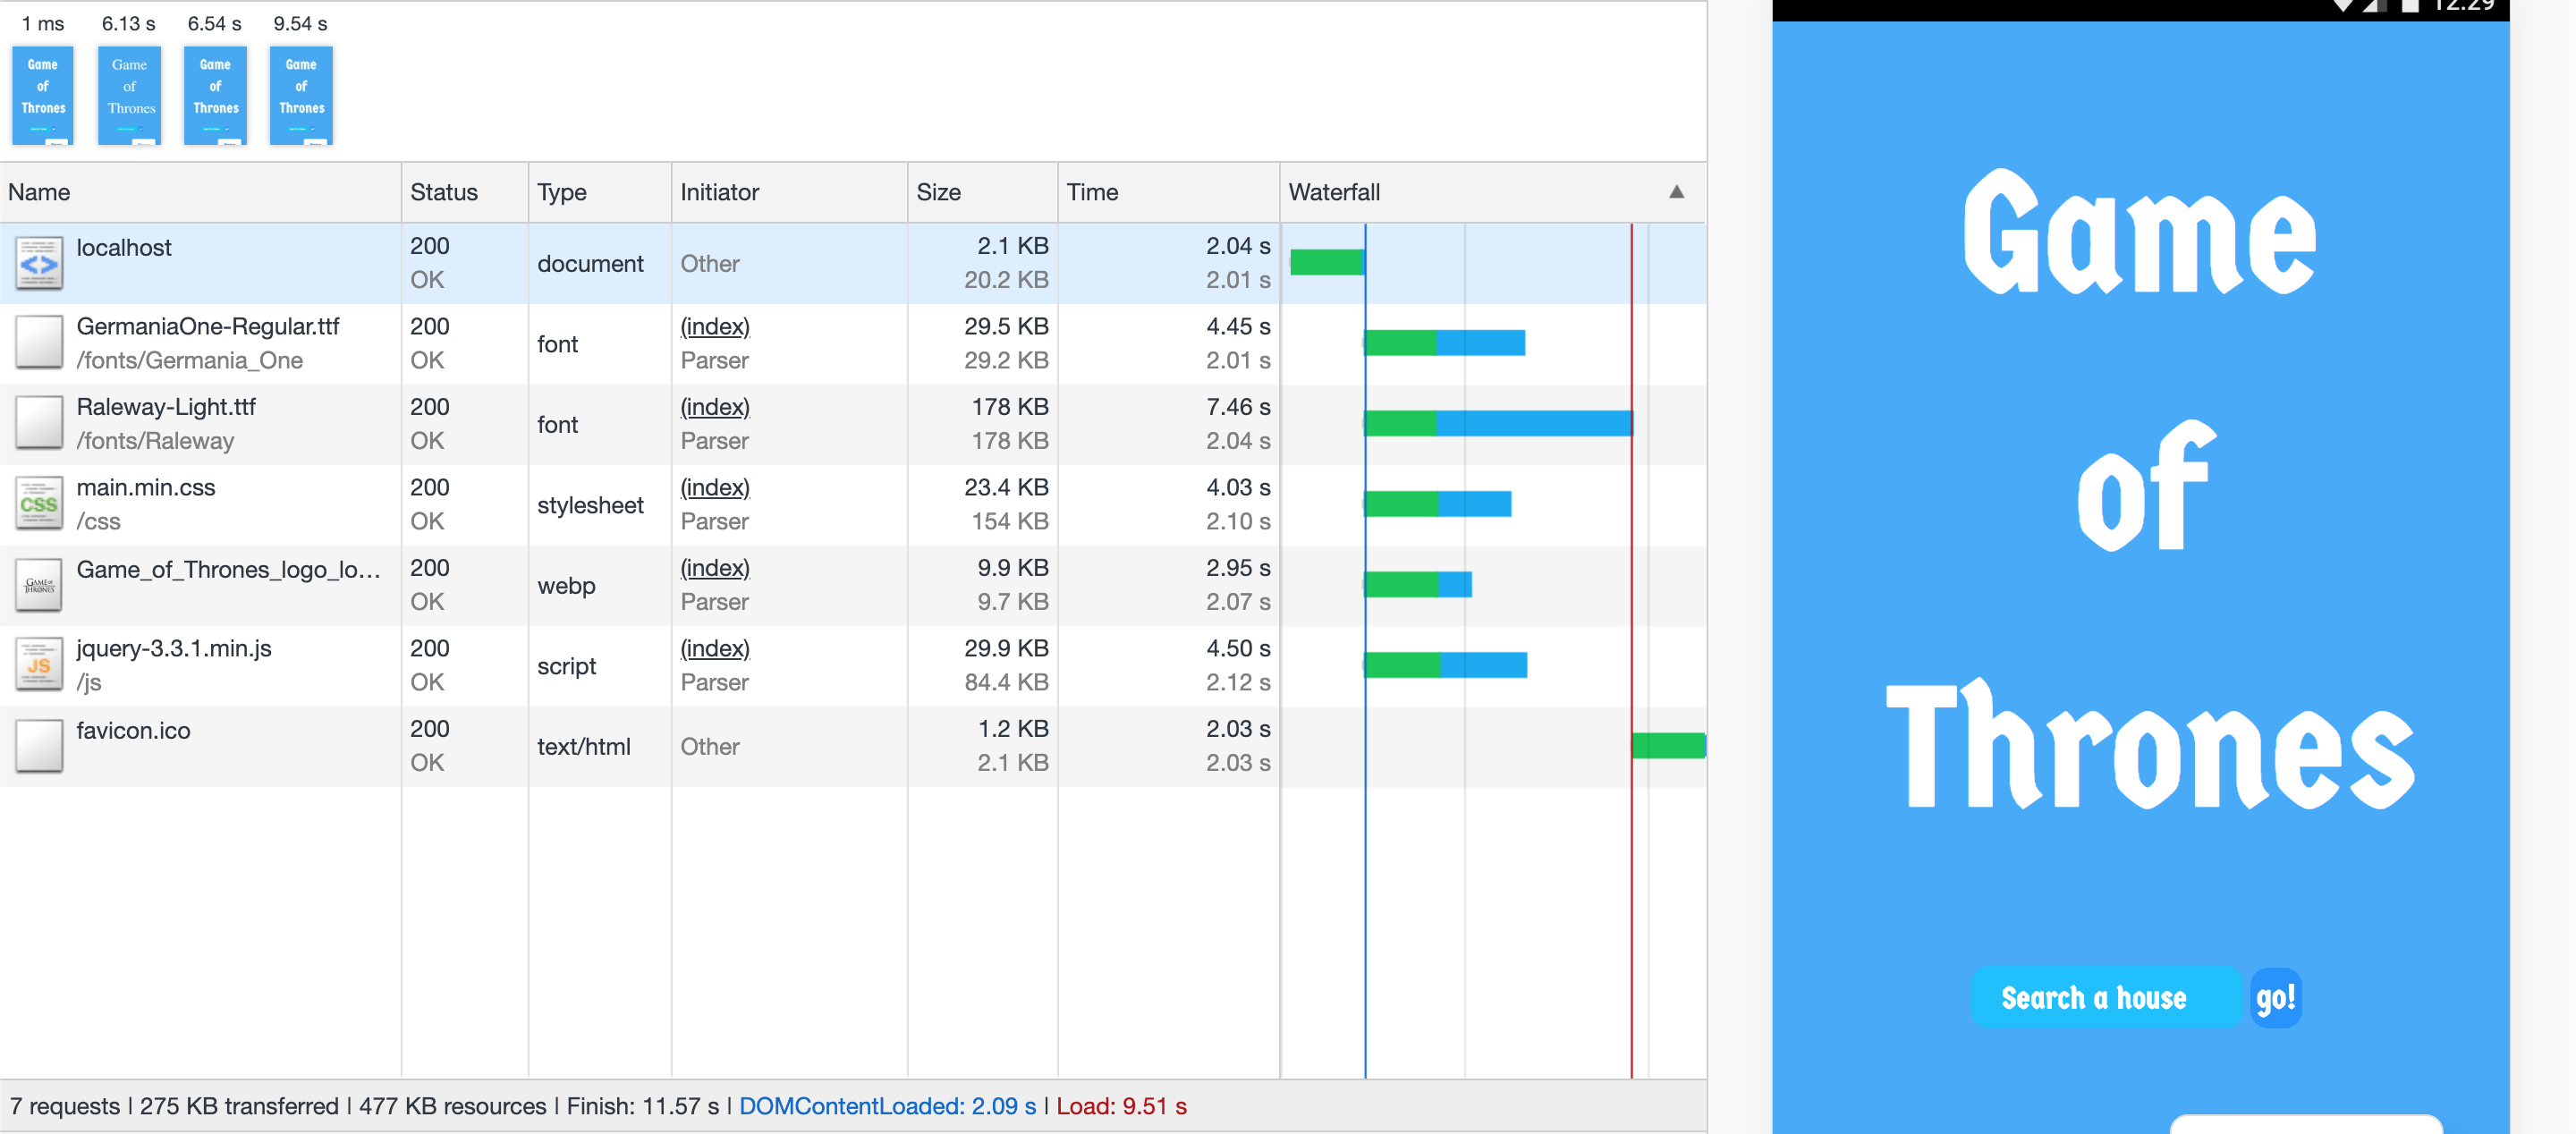 1 ms 6.13 s 6.54 s 9.54 s
Game Game Game Game
of of of of
Thrones Thrones Thrones Thrones
Name Status Type Initiator Size Time Waterfall ▲
localhost 200 document Other 2.1 KB 2.04 s
OK 20.2 KB 2.01 s
GermaniaOne-Regular.ttf 200 font (index) 29.5 KB 4.45 s
/fonts/Germania_One OK Parser 29.2 KB 2.01 s
Raleway-Light.ttf 200 font (index) 178 KB 7.46 s
/fonts/Raleway OK Parser 178 KB 2.04 s
CSS main.min.css 200 stylesheet (index) 23.4 KB 4.03 s
/css OK Parser 154 KB 2.10 s
GAME OF THRONES Game_of_Thrones_logo_lo… 200 webp (index) 9.9 KB 2.95 s
OK Parser 9.7 KB 2.07 s
JS jquery-3.3.1.min.js 200 script (index) 29.9 KB 4.50 s
/js OK Parser 84.4 KB 2.12 s
favicon.ico 200 text/html Other 1.2 KB 2.03 s
OK 2.1 KB 2.03 s
7 requests | 275 KB transferred | 477 KB resources | Finish: 11.57 s | DOMContentLoaded: 2.09 s | Load: 9.51 s
12:29
Game
of
Thrones
Search a house go!